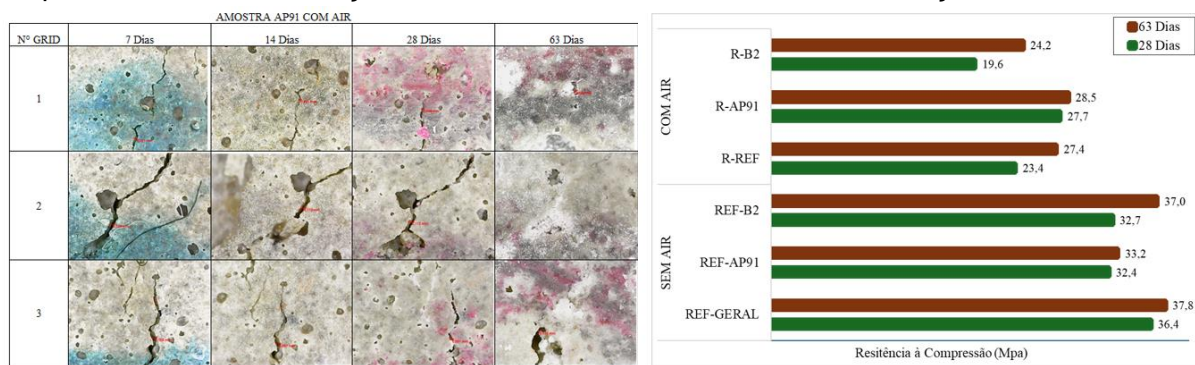 AMOSTRA AP91 COM AIR
Nº GRID 7 Dias 14 Dias 28 Dias 63 Dias
1
2
3
63 Dias
28 Dias
COM AIR
R-B2 24,2
19,6
R-AP91 28,5
27,7
R-REF 27,4
23,4
SEM AIR
REF-B2 37,0
32,7
REF-AP91 33,2
32,4
REF-GERAL 37,8
36,4
Resitência à Compressão (Mpa)